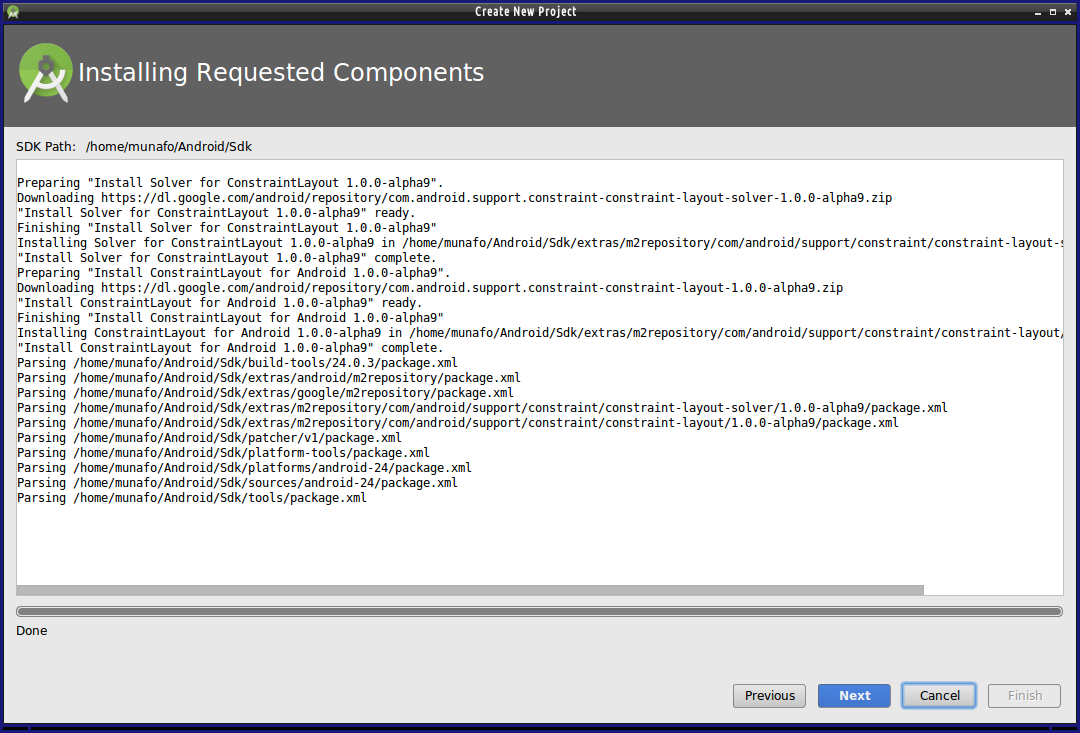 Create New Project
Installing Requested Components
SDK Path: /home/munafo/Android/Sdk
Preparing "Install Solver for ConstraintLayout 1.0.0-alpha9".
Downloading https://dl.google.com/android/repository/com.android.support.constraint-constraint-layout-solver-1.0.0-alpha9.zip
"Install Solver for ConstraintLayout 1.0.0-alpha9" ready.
Finishing "Install Solver for ConstraintLayout 1.0.0-alpha9"
Installing Solver for ConstraintLayout 1.0.0-alpha9 in /home/munafo/Android/Sdk/extras/m2repository/com/android/support/constraint/constraint-layout-s
"Install Solver for ConstraintLayout 1.0.0-alpha9" complete.
Preparing "Install ConstraintLayout for Android 1.0.0-alpha9".
Downloading https://dl.google.com/android/repository/com.android.support.constraint-constraint-layout-1.0.0-alpha9.zip
"Install ConstraintLayout for Android 1.0.0-alpha9" ready.
Finishing "Install ConstraintLayout for Android 1.0.0-alpha9"
Installing ConstraintLayout for Android 1.0.0-alpha9 in /home/munafo/Android/Sdk/extras/m2repository/com/android/support/constraint/constraint-layout/
"Install ConstraintLayout for Android 1.0.0-alpha9" complete.
Parsing /home/munafo/Android/Sdk/build-tools/24.0.3/package.xml
Parsing /home/munafo/Android/Sdk/extras/android/m2repository/package.xml
Parsing /home/munafo/Android/Sdk/extras/google/m2repository/package.xml
Parsing /home/munafo/Android/Sdk/extras/m2repository/com/android/support/constraint/constraint-layout-solver/1.0.0-alpha9/package.xml
Parsing /home/munafo/Android/Sdk/extras/m2repository/com/android/support/constraint/constraint-layout/1.0.0-alpha9/package.xml
Parsing /home/munafo/Android/Sdk/patcher/v1/package.xml
Parsing /home/munafo/Android/Sdk/platform-tools/package.xml
Parsing /home/munafo/Android/Sdk/platforms/android-24/package.xml
Parsing /home/munafo/Android/Sdk/sources/android-24/package.xml
Parsing /home/munafo/Android/Sdk/tools/package.xml
Done
Previous Next Cancel Finish